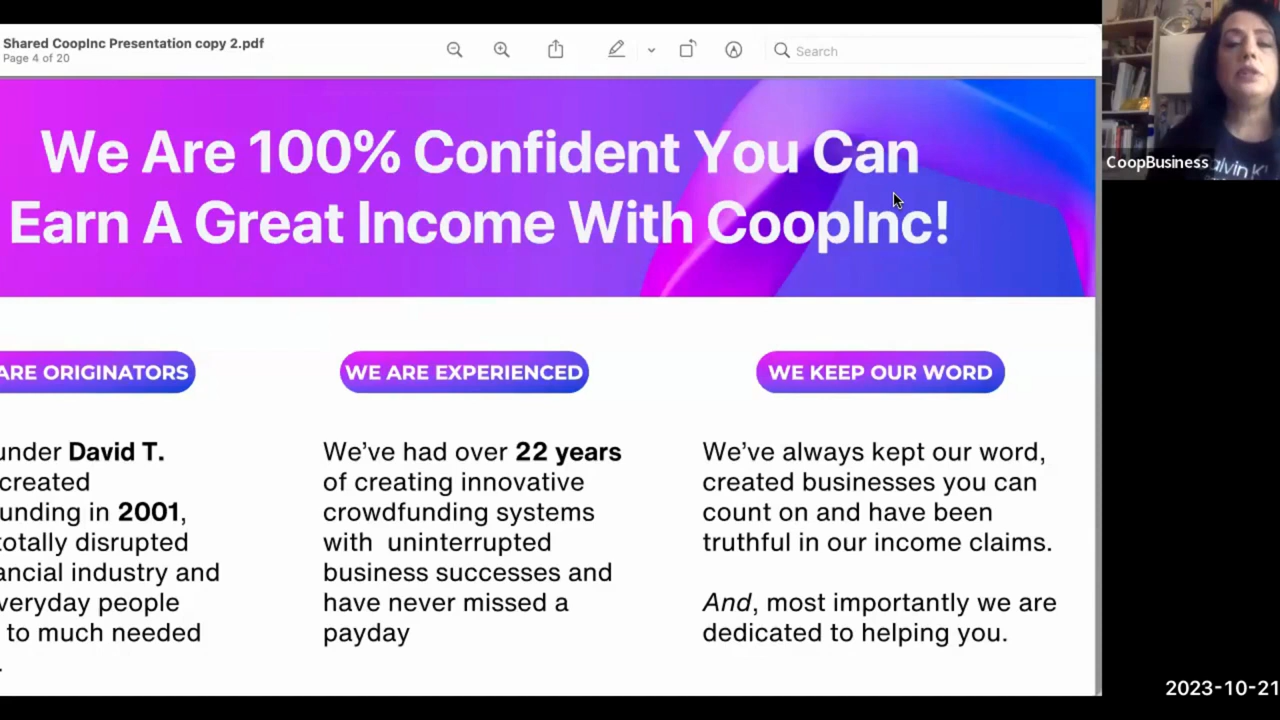 Shared CoopInc Presentation copy 2.pdf
Page 4 of 20
Search
We Are 100% Confident You Can
Earn A Great Income With CoopInc!
ARE ORIGINATORS
under David T.
created
unding in 2001,
totally disrupted
ancial industry and
veryday people
to much needed
.
WE ARE EXPERIENCED
We've had over 22 years
of creating innovative
crowdfunding systems
with uninterrupted
business successes and
have never missed a
payday
WE KEEP OUR WORD
We've always kept our word,
created businesses you can
count on and have been
truthful in our income claims.
And, most importantly we are
dedicated to helping you.
CoopBusiness
alvin K
2023-10-21